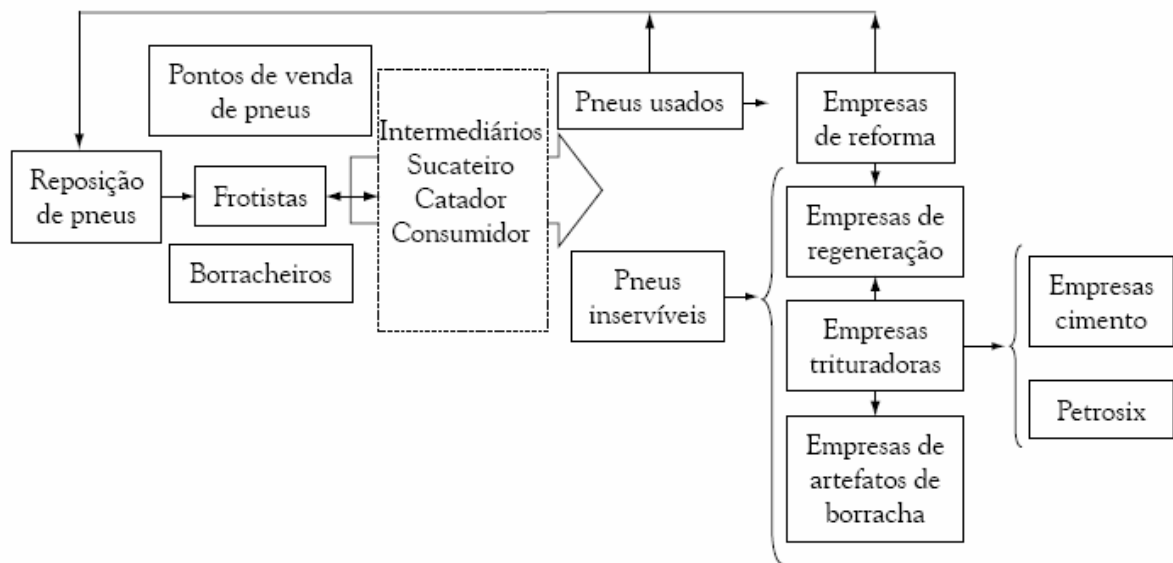 Pontos de venda
de pneus
Reposição
de pneus
Frotistas
Borracheiros
Intermediários
Sucateiro
Catador
Consumidor
Pneus usados
Pneus
inservíveis
Empresas
de reforma
Empresas de
regeneração
Empresas
trituradoras
Empresas de
artefatos de
borracha
Empresas
cimento
Petrosix